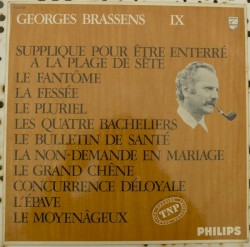 GEORGES BRASSENS IX
SUPPLIQUE POUR ÊTRE ENTERRÉ
A LA PLAGE DE SÈTE
LE FANTÔME
LA FESSÉE
LE PLURIEL
LES QUATRE BACHELIERS
LE BULLETIN DE SANTÉ
LA NON-DEMANDE EN MARIAGE
LE GRAND CHÊNE
CONCURRENCE DÉLOYALE
L'ÉPAVE
LE MOYENÂGEUX
TNP
PHILIPS